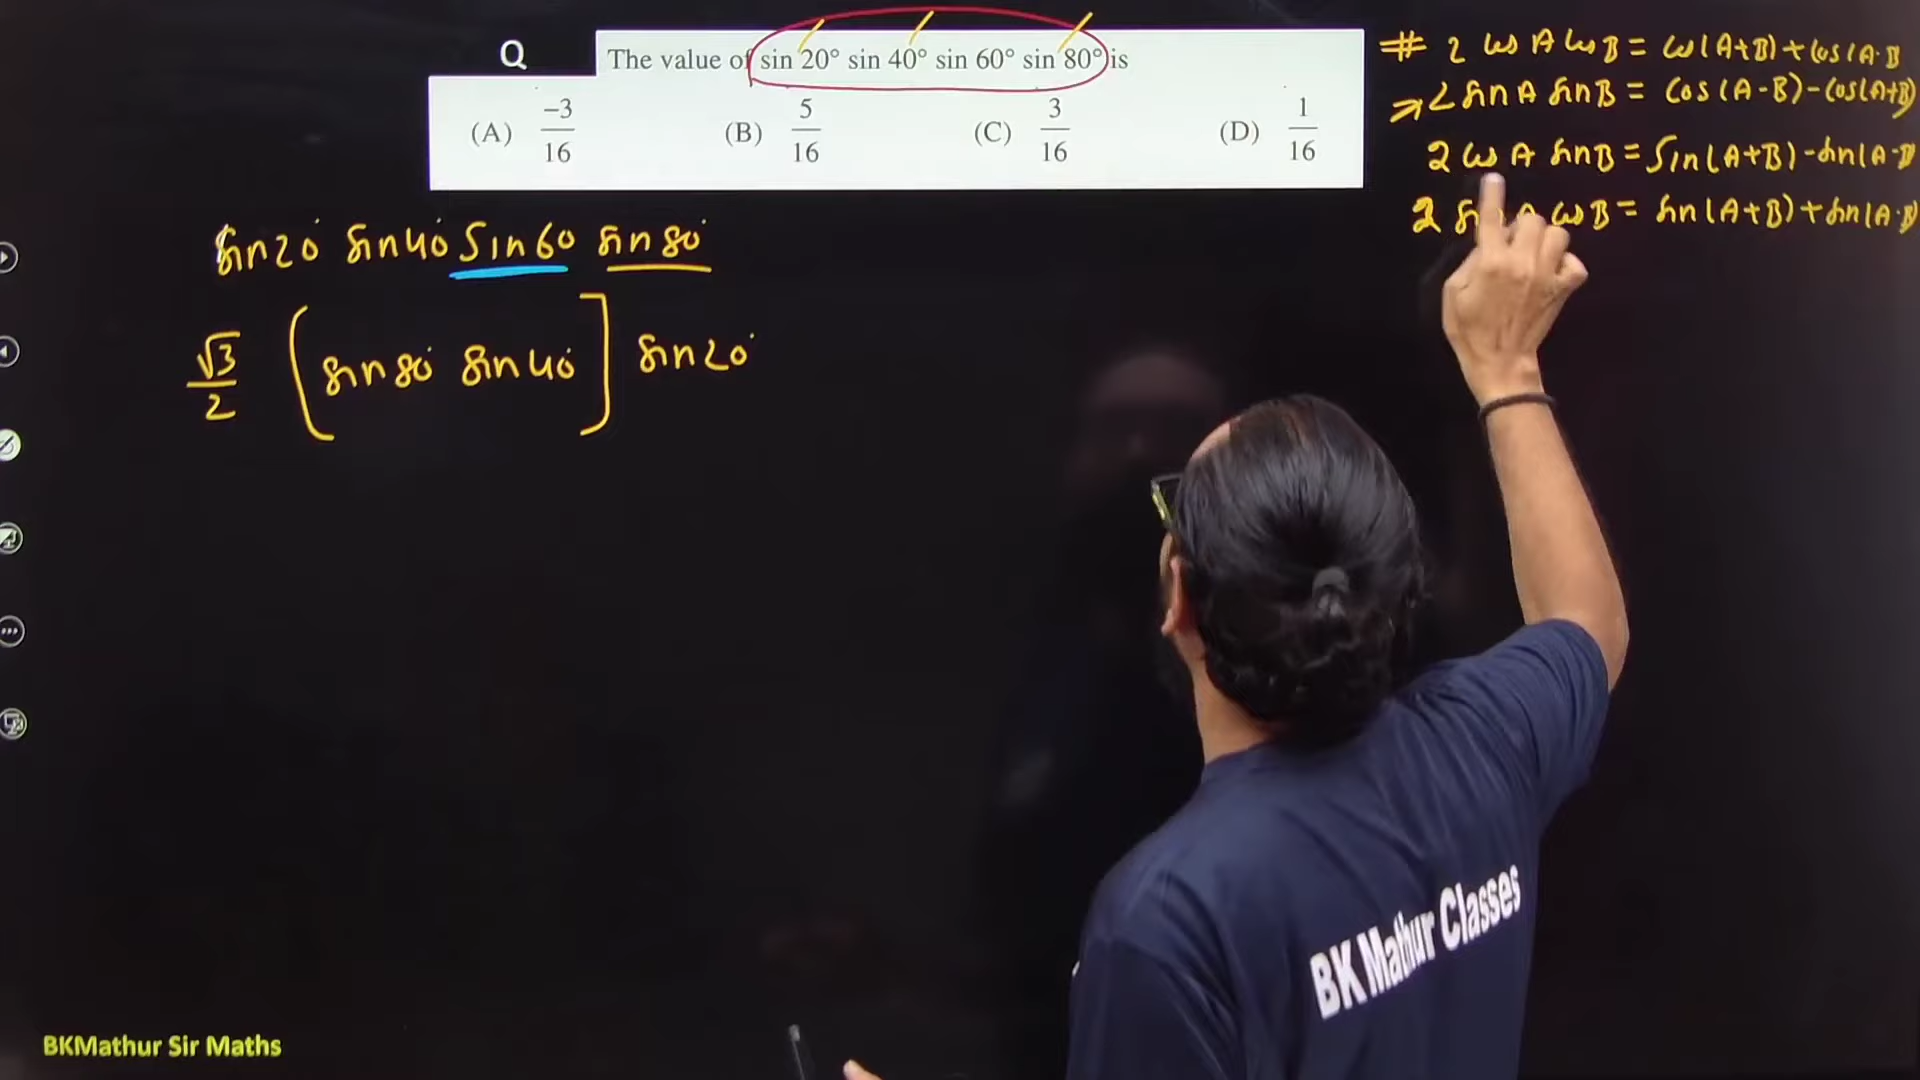 Q The value of sin 20° sin 40° sin 60° sin 80° is
(A) −3/16 (B) 5/16 (C) 3/16 (D) 1/16
# 2 cos A cos B = cos(A+B) + cos(A-B
→ 2 sin A sin B = cos(A-B) - cos(A+B)
2 cos A sin B = sin(A+B) - sin(A-B
2 sin A cos B = sin(A+B) + sin(A-B)
sin20° sin40 sin60 sin80°
√3/2 [sin80° sin40°] sin20°
BK Mathur Classes
BKMathur Sir Maths